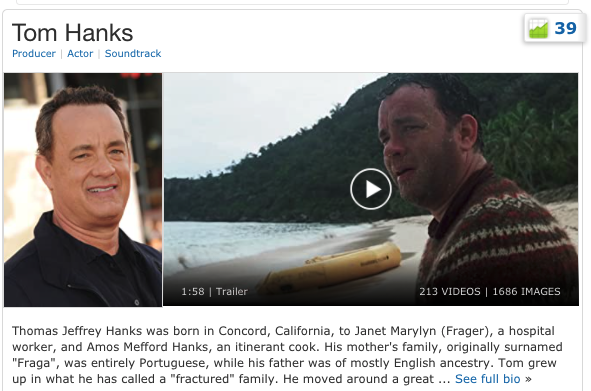 Tom Hanks
39
Producer | Actor | Soundtrack
1:58 | Trailer
213 VIDEOS | 1686 IMAGES
Thomas Jeffrey Hanks was born in Concord, California, to Janet Marylyn (Frager), a hospital
worker, and Amos Mefford Hanks, an itinerant cook. His mother's family, originally surnamed
"Fraga", was entirely Portuguese, while his father was of mostly English ancestry. Tom grew
up in what he has called a "fractured" family. He moved around a great ... See full bio »